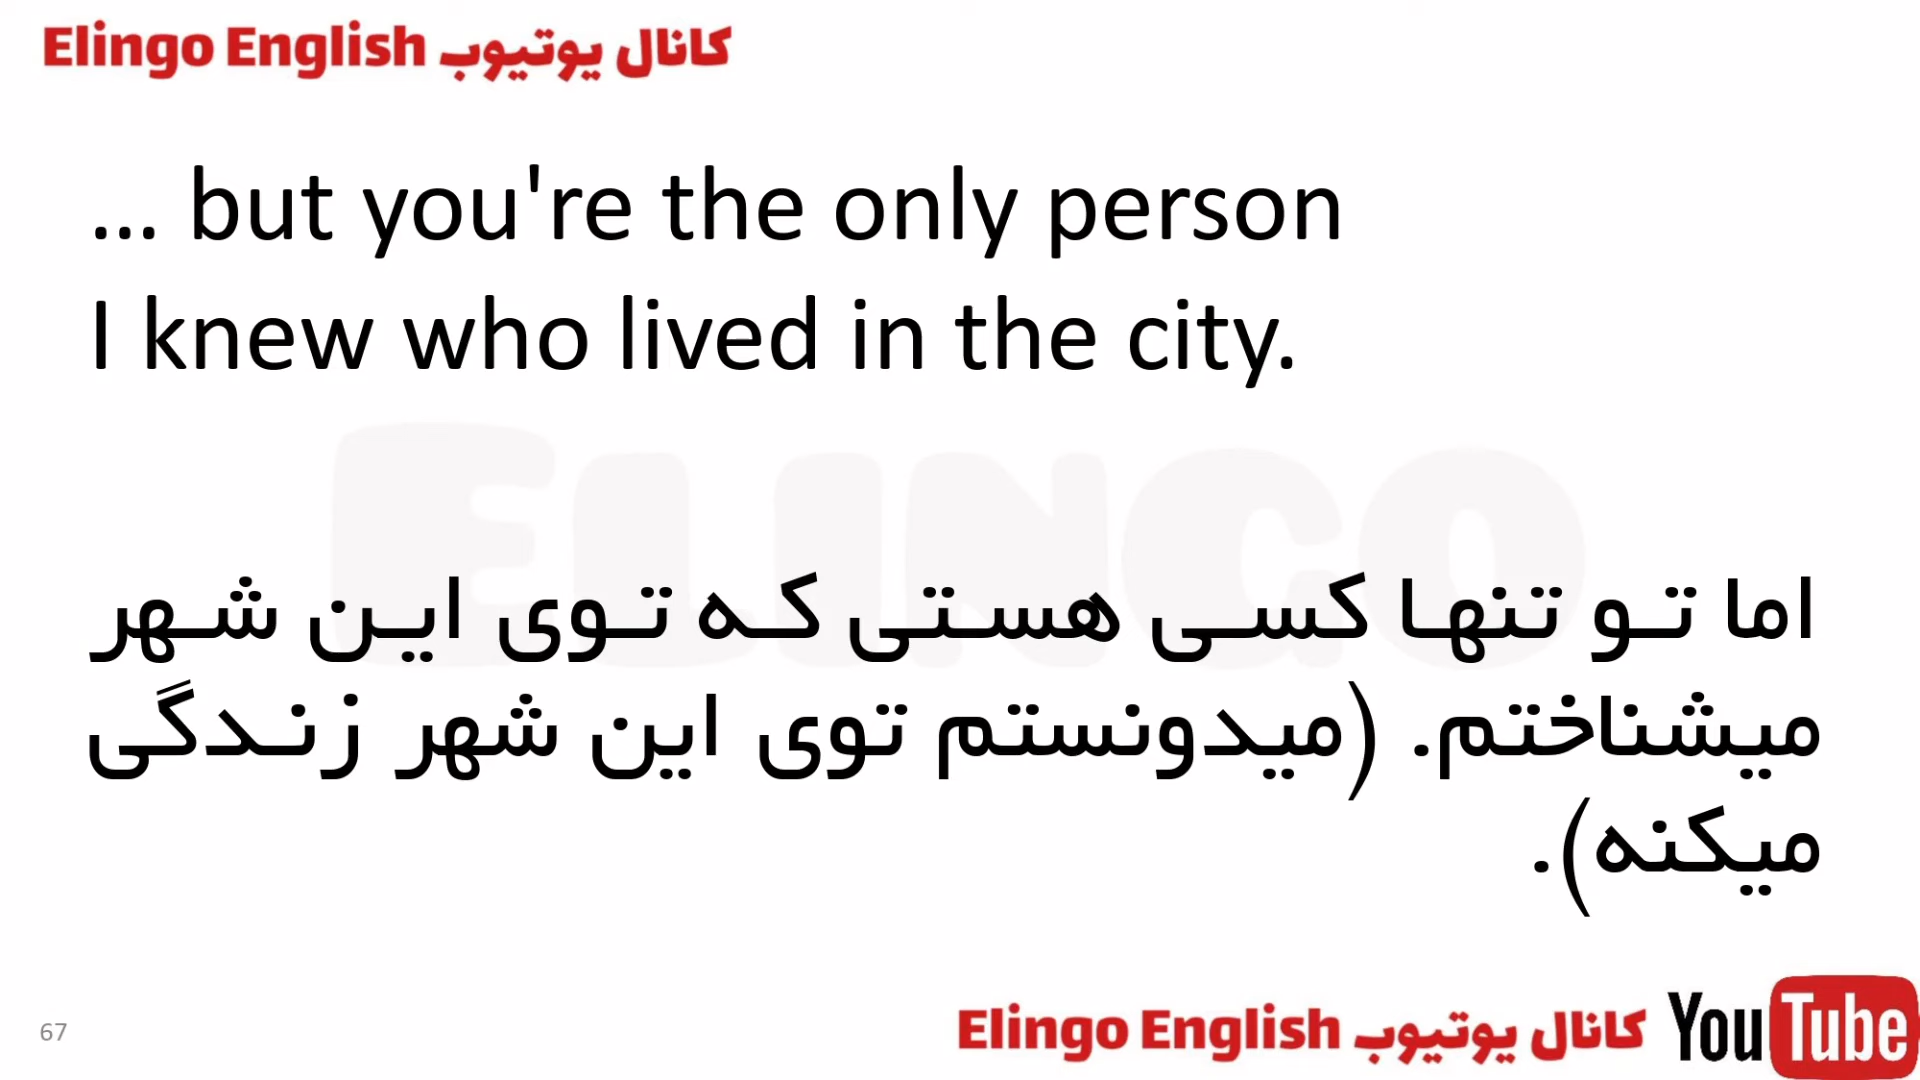 Elingo English کانال یوتیوب
... but you're the only person
I knew who lived in the city.
ELINGO
اما تو تنها کسی هستی که توی این شهر
میشناختم. (میدونستم توی این شهر زندگی
میکنه).
67
Elingo English کانال یوتیوب
YouTube